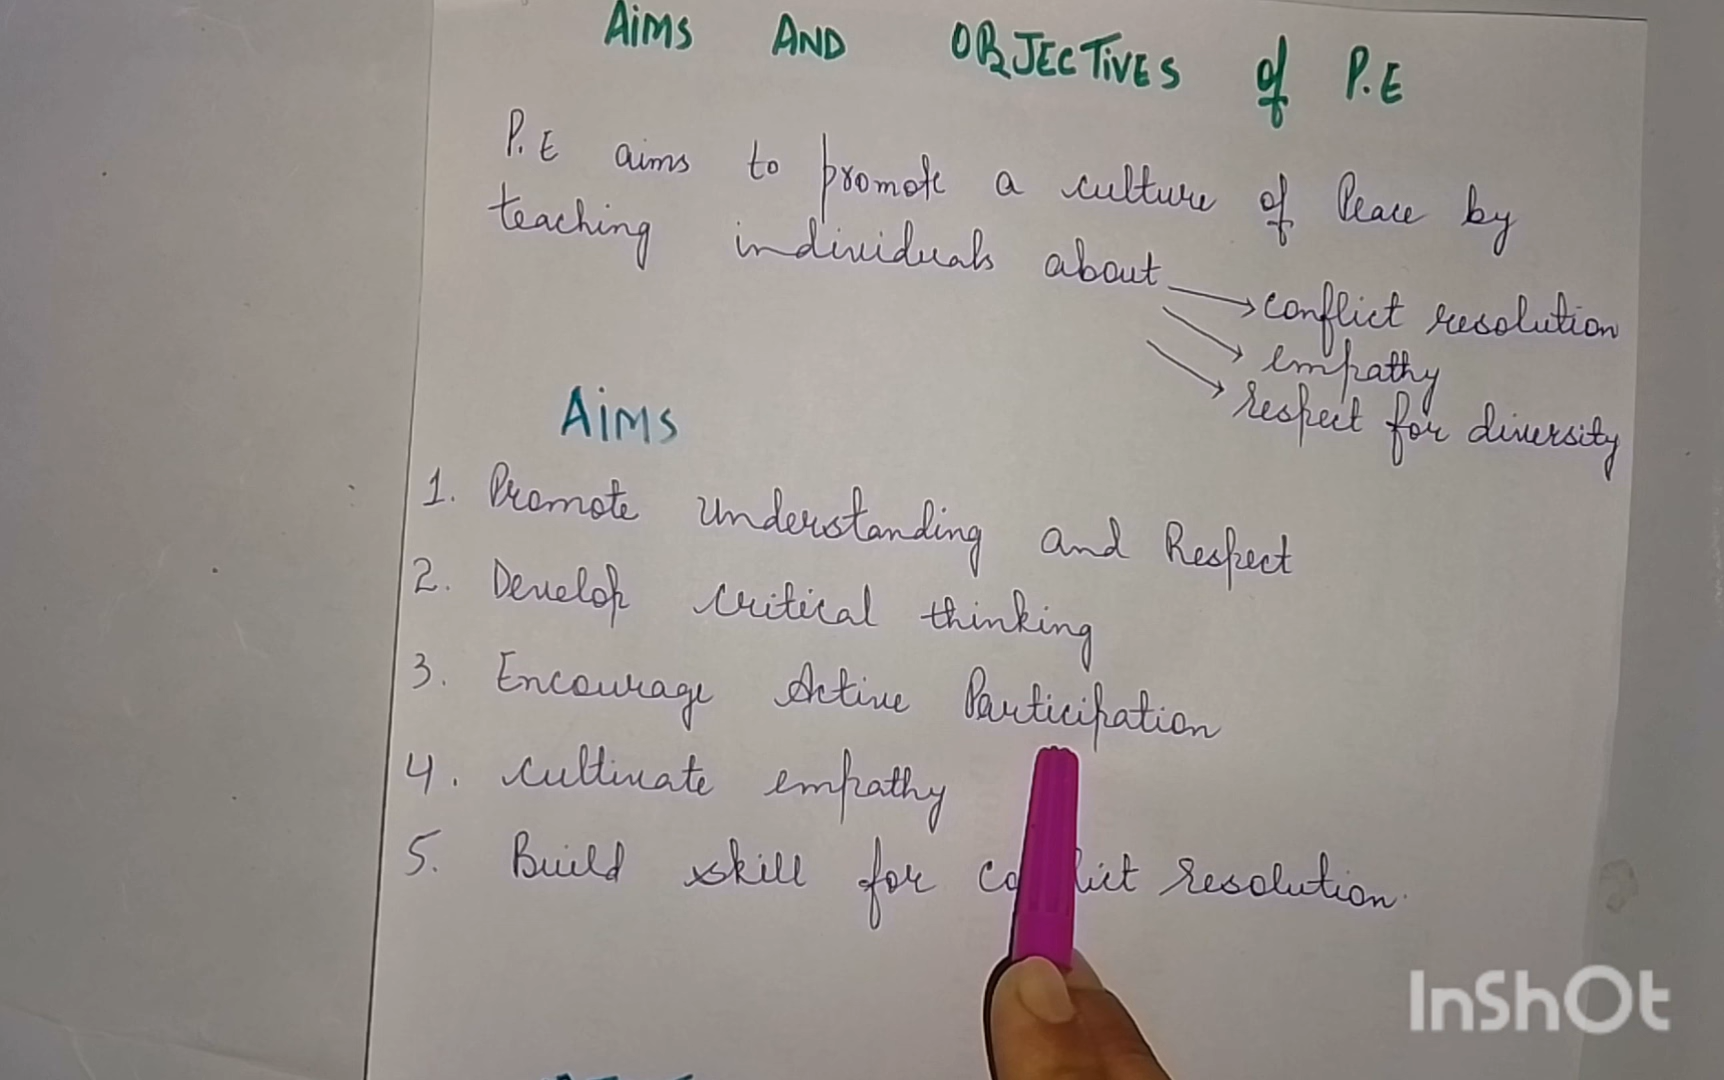 AiMS AND OBJECTiVES of P.E
P.E aims to promote a culture of Peace by
teaching individuals about → conflict resolution
→ empathy
→ respect for diversity
AiMS
1. Promote understanding and Respect
2. Develop critical thinking
3. Encourage Active Participation
4. cultivate empathy
5. Build skill for conflict resolution.
InShOt